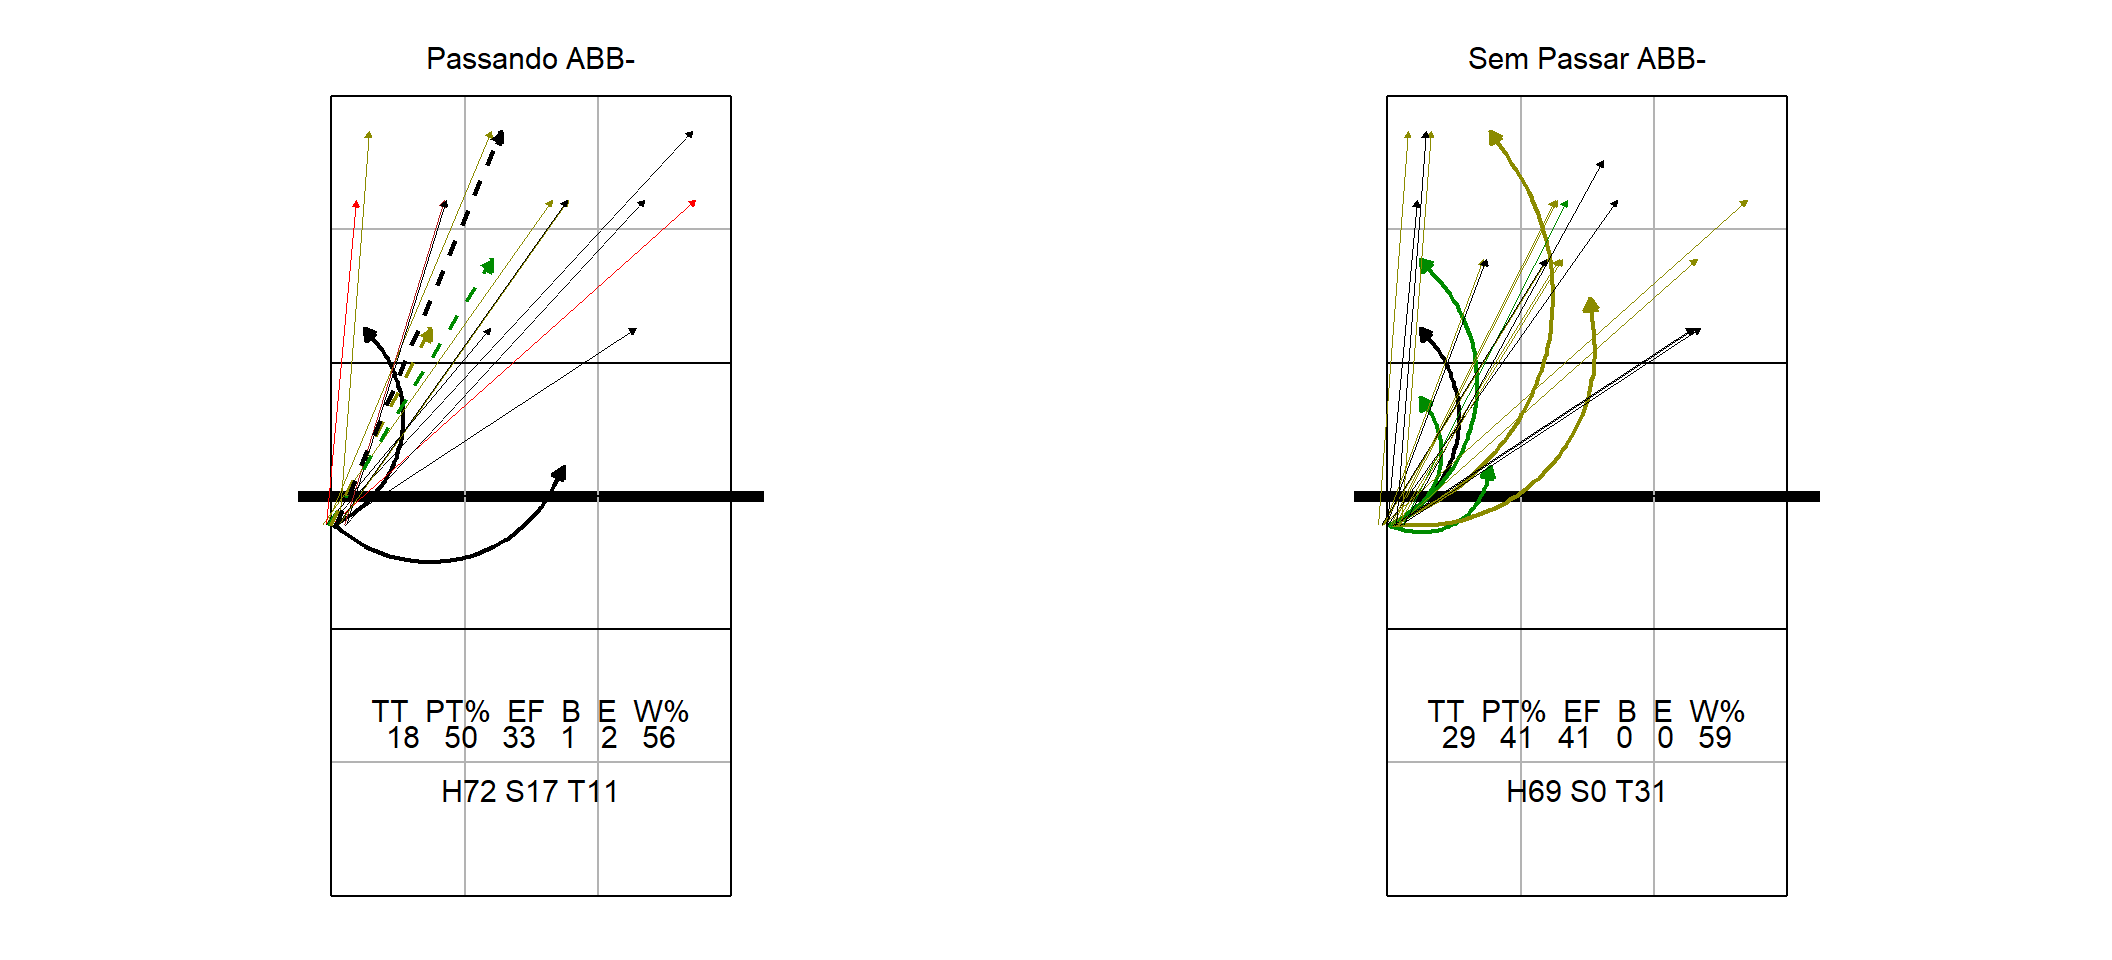 Passando ABB-
TT PT% EF B E W%
18 50 33 1 2 56
H72 S17 T11
Sem Passar ABB-
TT PT% EF B E W%
29 41 41 0 0 59
H69 S0 T31